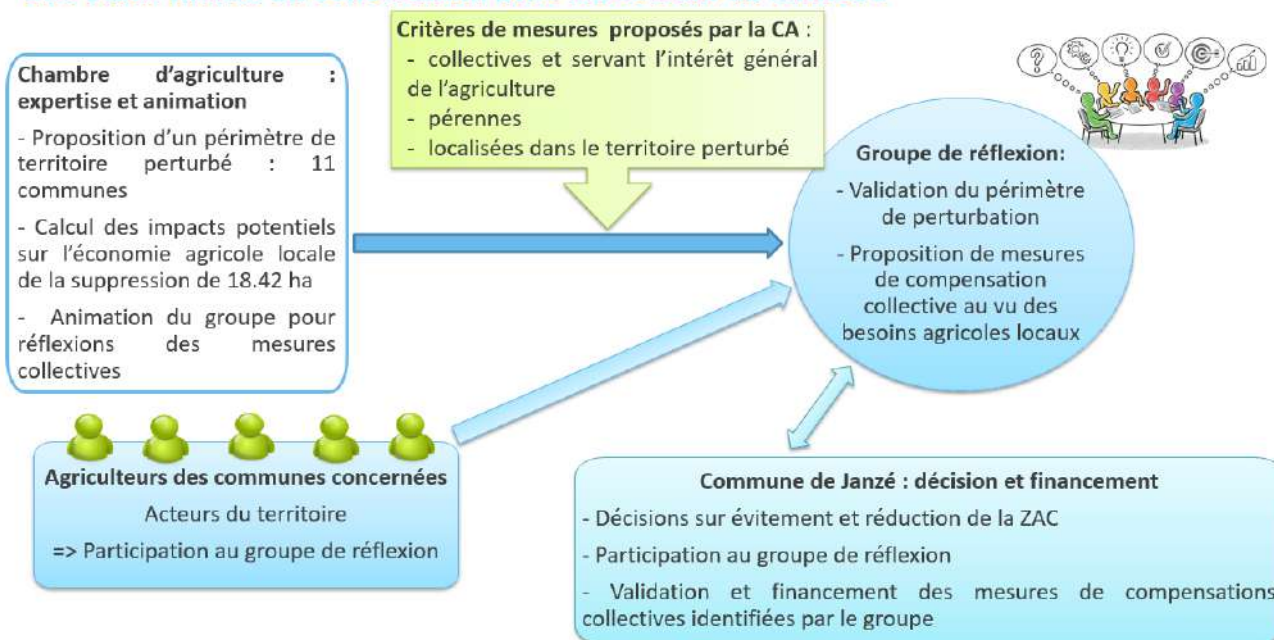 Critères de mesures proposés par la CA :
- collectives et servant l'intérêt général
de l'agriculture
- pérennes
- localisées dans le territoire perturbé
Chambre d'agriculture :
expertise et animation
- Proposition d'un périmètre de
territoire perturbé : 11
communes
- Calcul des impacts potentiels
sur l'économie agricole locale
de la suppression de 18.42 ha
- Animation du groupe pour
réflexions des mesures
collectives
Groupe de réflexion:
- Validation du périmètre
de perturbation
- Proposition de mesures
de compensation
collective au vu des
besoins agricoles locaux
Agriculteurs des communes concernées
Acteurs du territoire
=> Participation au groupe de réflexion
Commune de Janzé : décision et financement
- Décisions sur évitement et réduction de la ZAC
- Participation au groupe de réflexion
- Validation et financement des mesures de compensations
collectives identifiées par le groupe